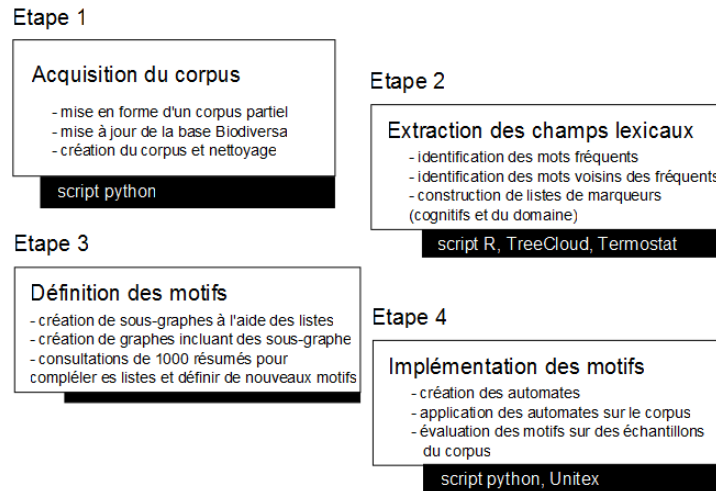 Etape 1
Acquisition du corpus
- mise en forme d'un corpus partiel
- mise à jour de la base Biodiversa
- création du corpus et nettoyage
script python
Etape 2
Extraction des champs lexicaux
- identification des mots fréquents
- identification des mots voisins des fréquents
- construction de listes de marqueurs
(cognitifs et du domaine)
script R, TreeCloud, Termostat
Etape 3
Définition des motifs
- création de sous-graphes à l'aide des listes
- création de graphes incluant des sous-graphe
- consultations de 1000 résumés pour
compléler es listes et définir de nouveaux motifs
Etape 4
Implémentation des motifs
- création des automates
- application des automates sur le corpus
- évaluation des motifs sur des échantillons
du corpus
script python, Unitex